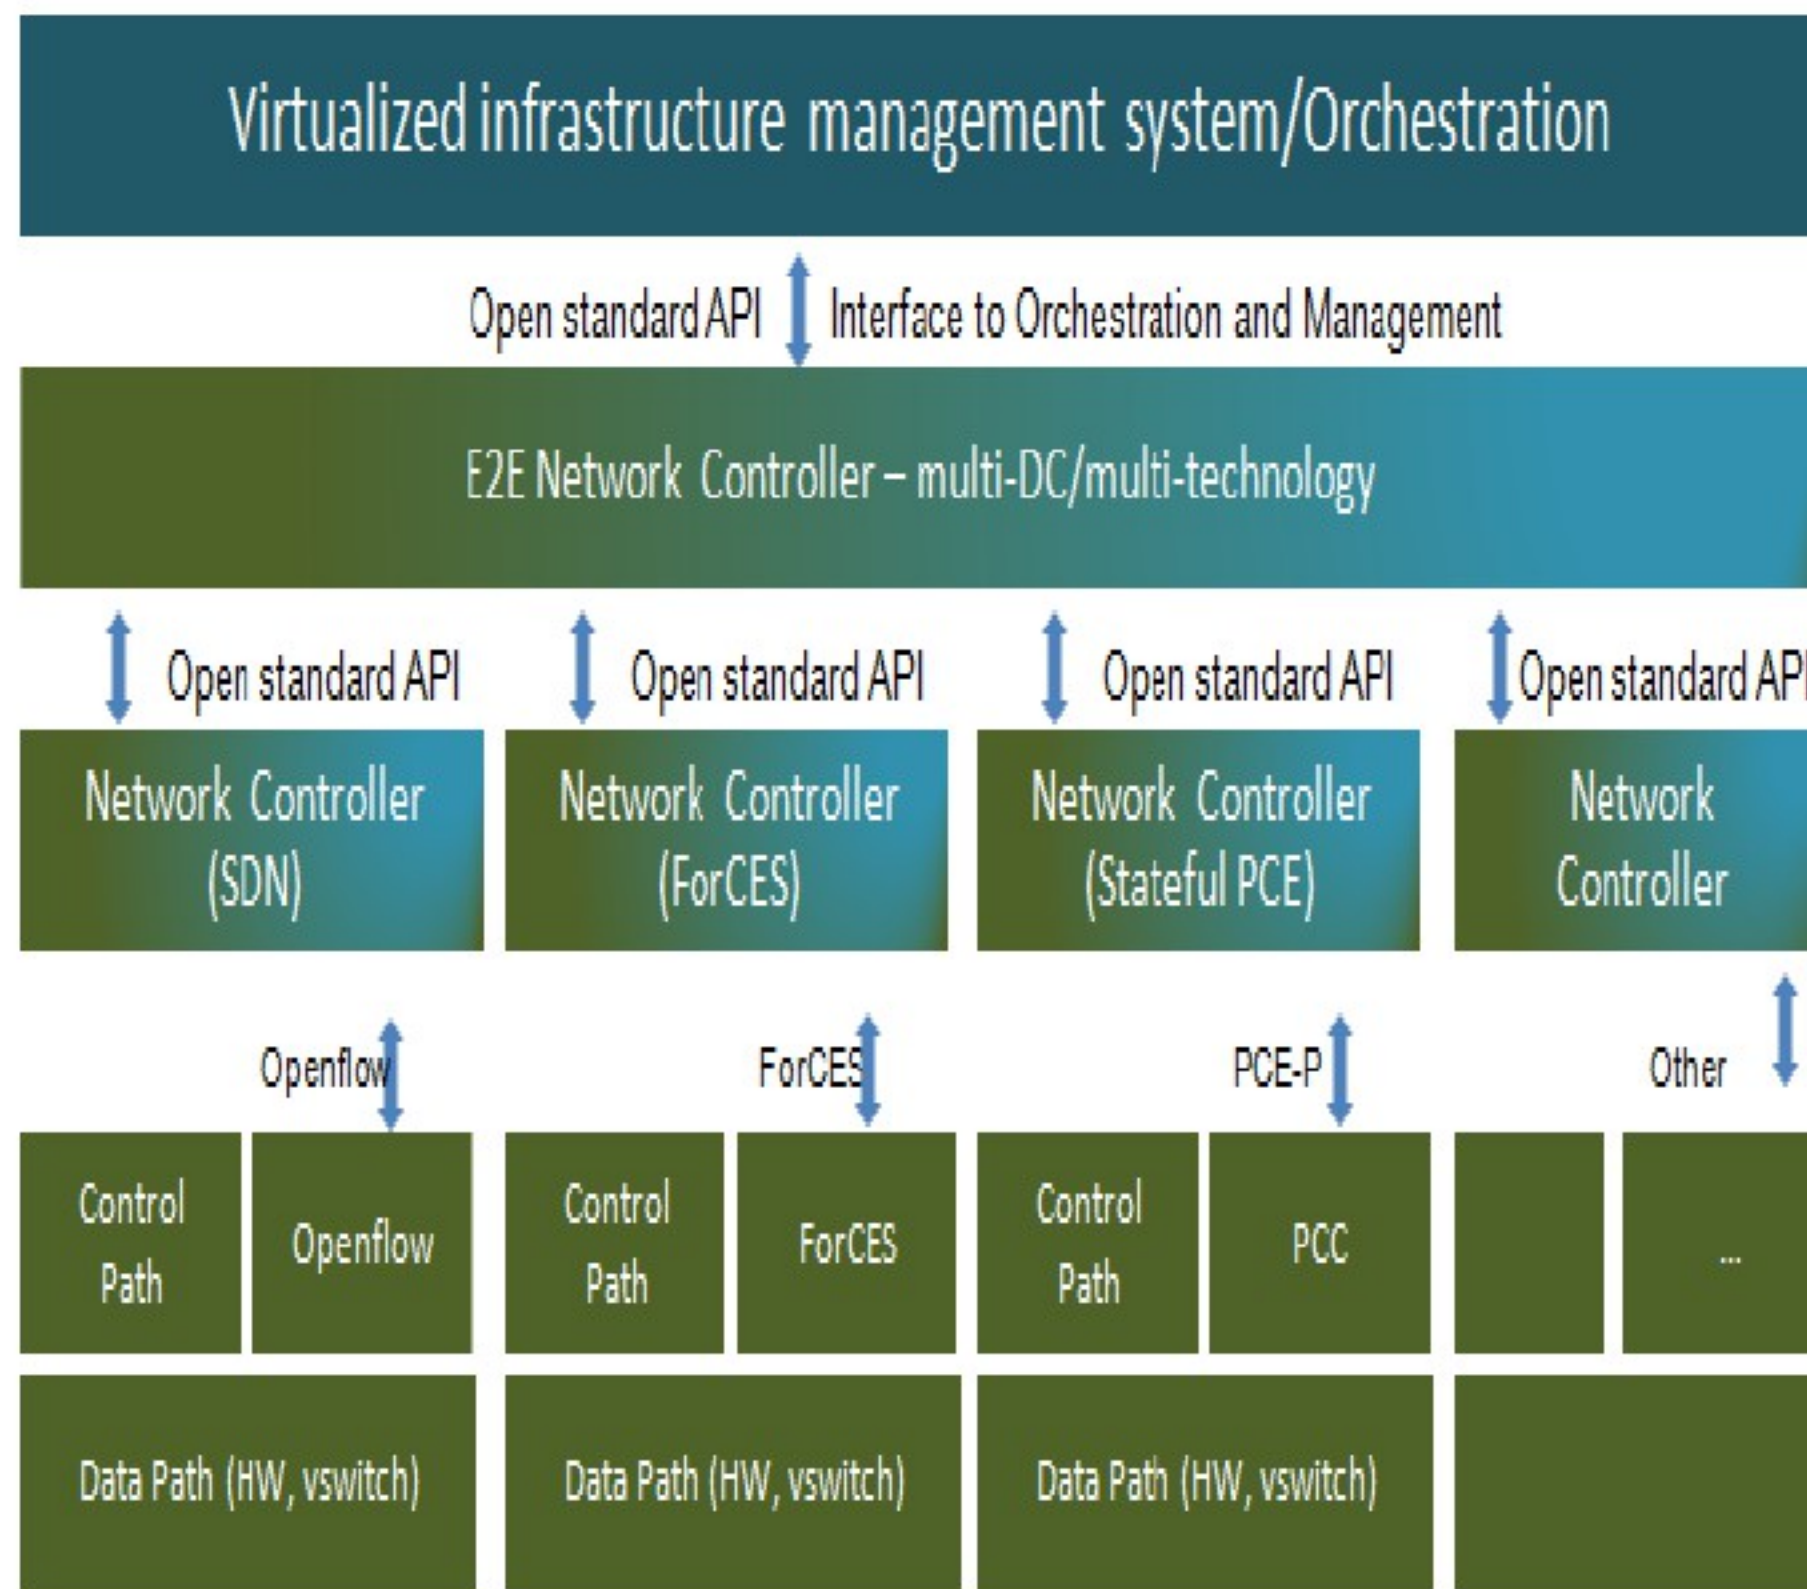 Virtualized infrastructure management system/Orchestration
Open standard API Interface to Orchestration and Management
E2E Network Controller – multi-DC/multi-technology
Open standard API Open standard API Open standard API Open standard API
Network Controller
(SDN)
Network Controller
(ForCES)
Network Controller
(Stateful PCE)
Network
Controller
Openflow ForCES PCE-P Other
Control
Path
Openflow
Control
Path
ForCES
Control
Path
PCC
...
Data Path (HW, vswitch) Data Path (HW, vswitch) Data Path (HW, vswitch)